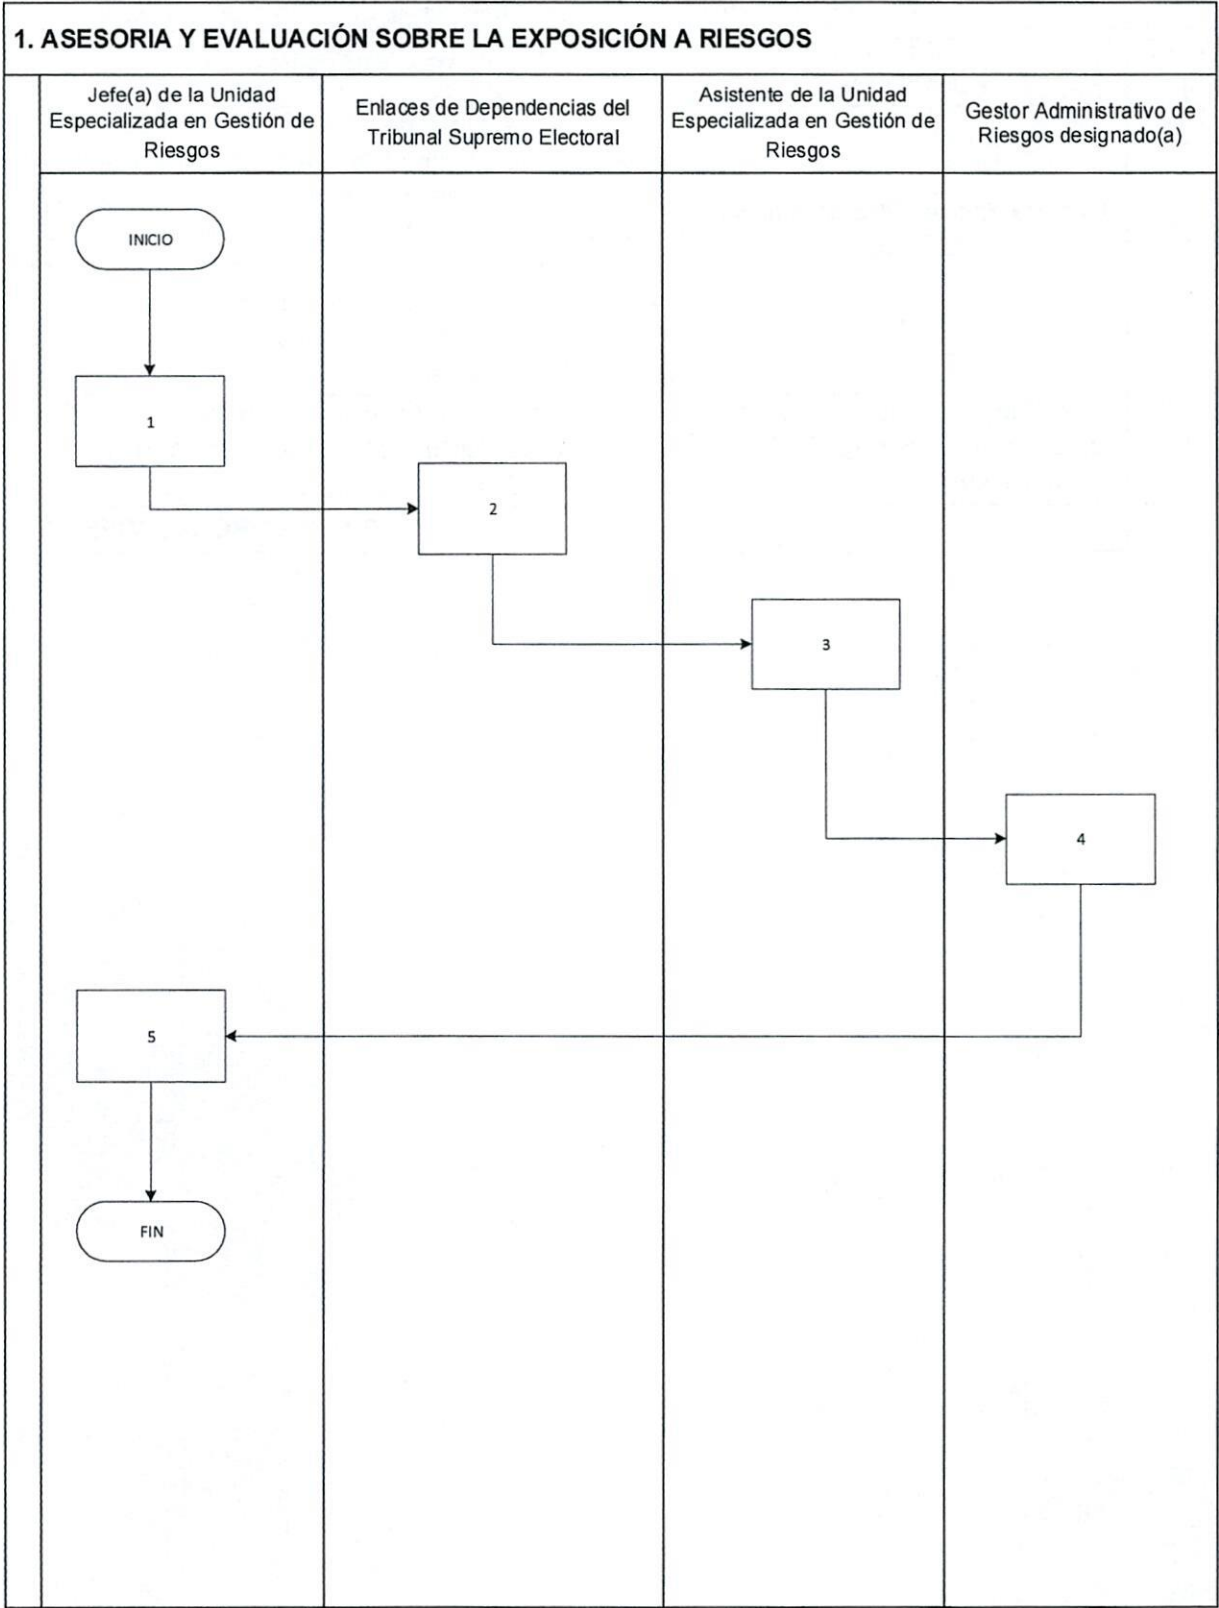 1. ASESORIA Y EVALUACIÓN SOBRE LA EXPOSICIÓN A RIESGOS
Jefe(a) de la Unidad
Especializada en Gestión de
Riesgos
Enlaces de Dependencias del
Tribunal Supremo Electoral
Asistente de la Unidad
Especializada en Gestión de
Riesgos
Gestor Administrativo de
Riesgos designado(a)
INICIO
1
2
3
4
5
FIN